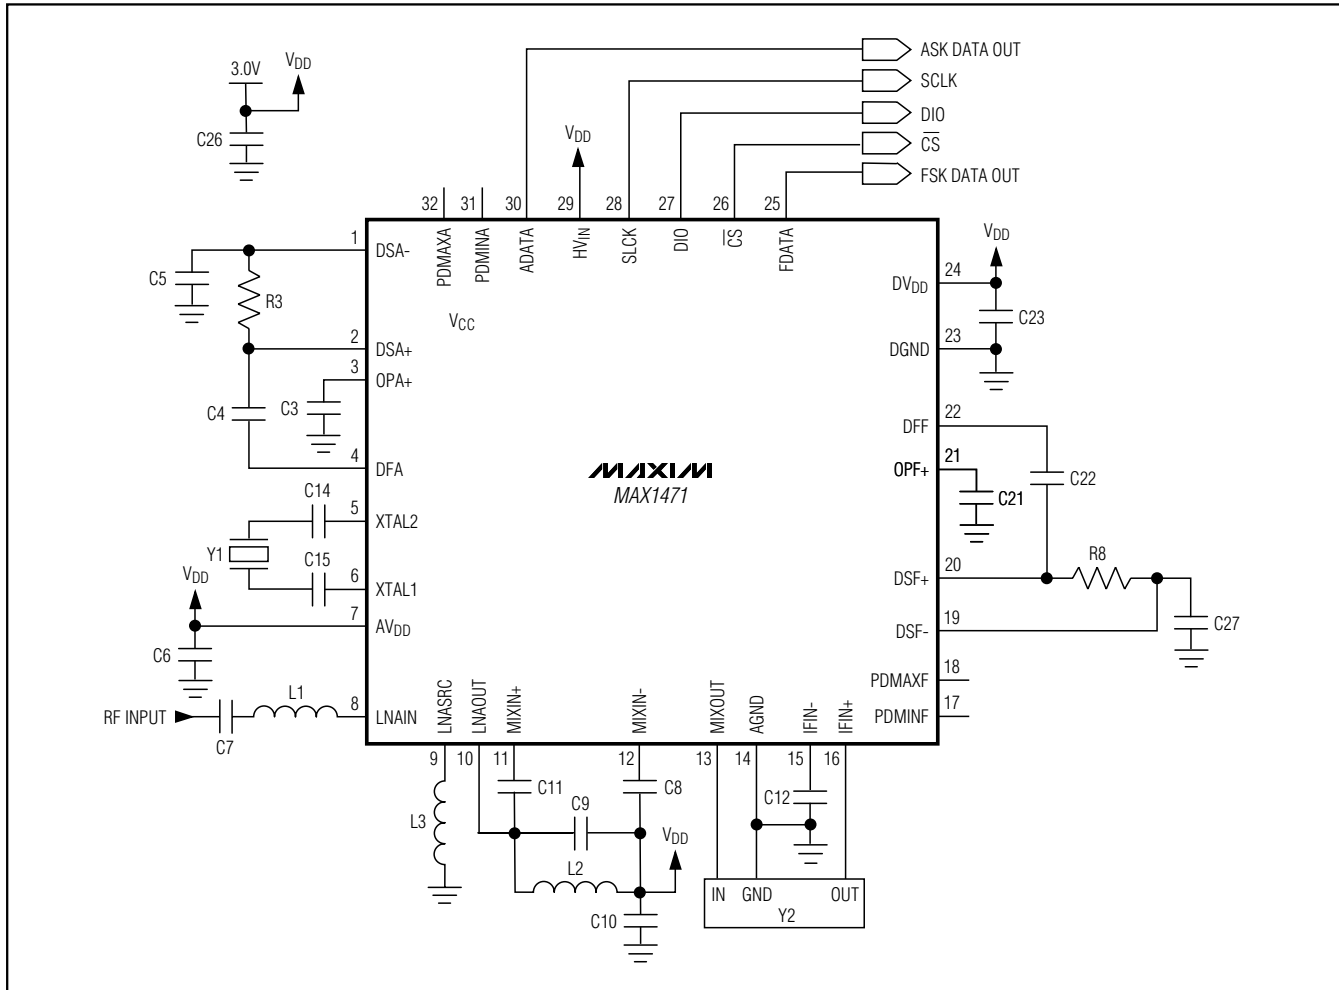 ASK DATA OUT
SCLK
DIO
CS
FSK DATA OUT
3.0V
VDD
C26
VDD
32
31
30
29
28
27
26
25
PDMAXA
PDMINA
ADATA
HVIN
SLCK
DIO
CS
FDATA
VCC
1
DSA-
C5
R3
2
DSA+
3
OPA+
C4
C3
4
DFA
C14
5
XTAL2
Y1
C15
6
XTAL1
VDD
7
AVDD
C6
RF INPUT
C7
L1
8
LNAIN
MAXIM
MAX1471
VDD
24
DVDD
C23
23
DGND
22
DFF
21
OPF+
C22
C21
R8
20
DSF+
19
DSF-
C27
18
PDMAXF
17
PDMINF
LNASRC
LNAOUT
MIXIN+
MIXIN-
MIXOUT
AGND
IFIN-
IFIN+
9
10
11
12
13
14
15
16
C11
C8
C12
L3
C9
VDD
L2
C10
IN
GND
OUT
Y2